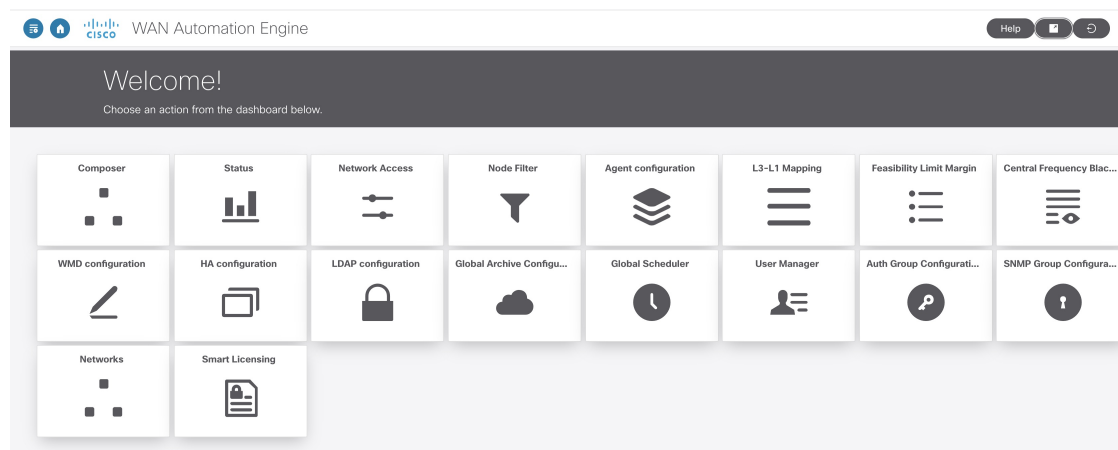 CISCO WAN Automation Engine Help
Welcome!
Choose an action from the dashboard below.
Composer Status Network Access Node Filter Agent configuration L3-L1 Mapping Feasibility Limit Margin Central Frequency Blac...
WMD configuration HA configuration LDAP configuration Global Archive Configu... Global Scheduler User Manager Auth Group Configurati... SNMP Group Configura...
Networks Smart Licensing